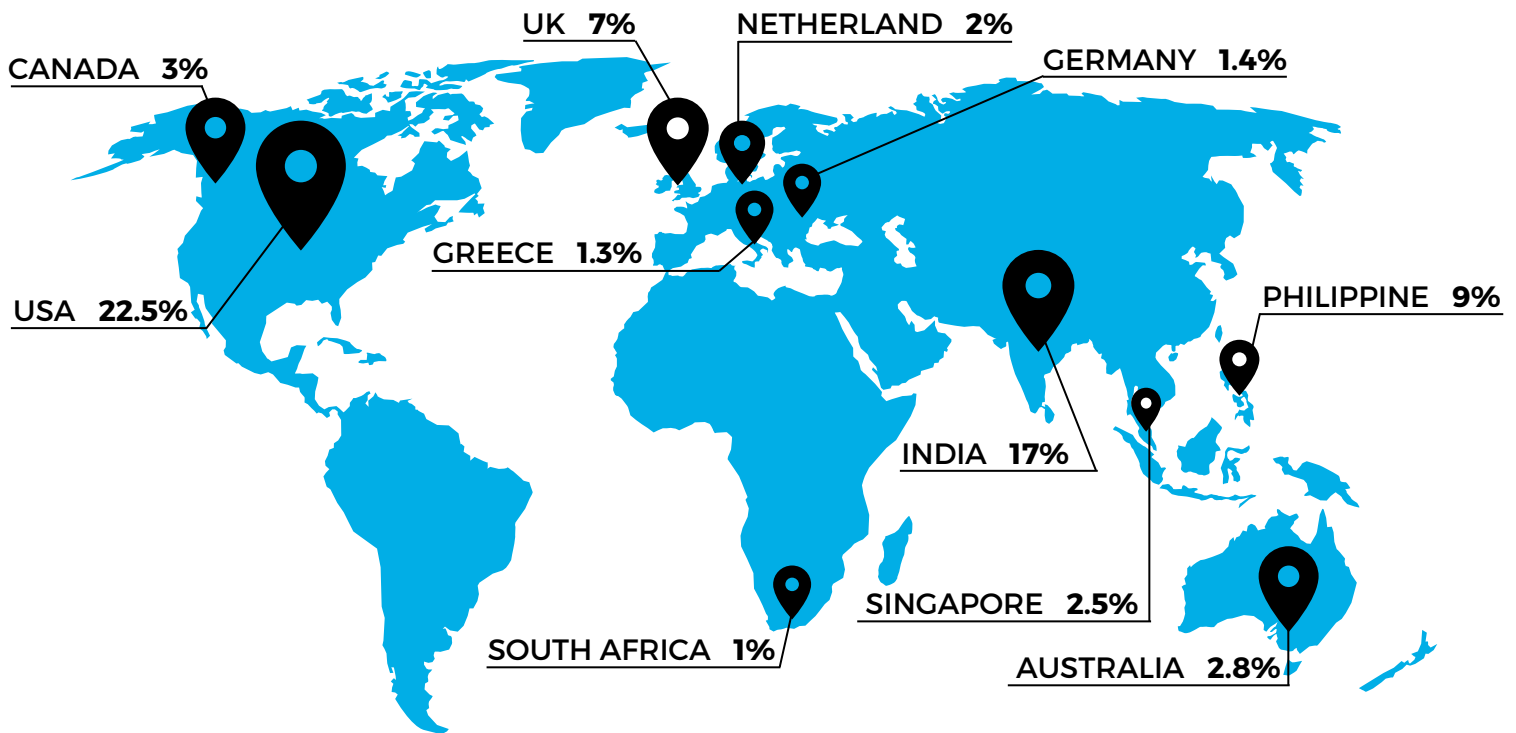 UK 7%
NETHERLAND 2%
GERMANY 1.4%
CANADA 3%
GREECE 1.3%
USA 22.5%
PHILIPPINE 9%
INDIA 17%
SINGAPORE 2.5%
SOUTH AFRICA 1%
AUSTRALIA 2.8%